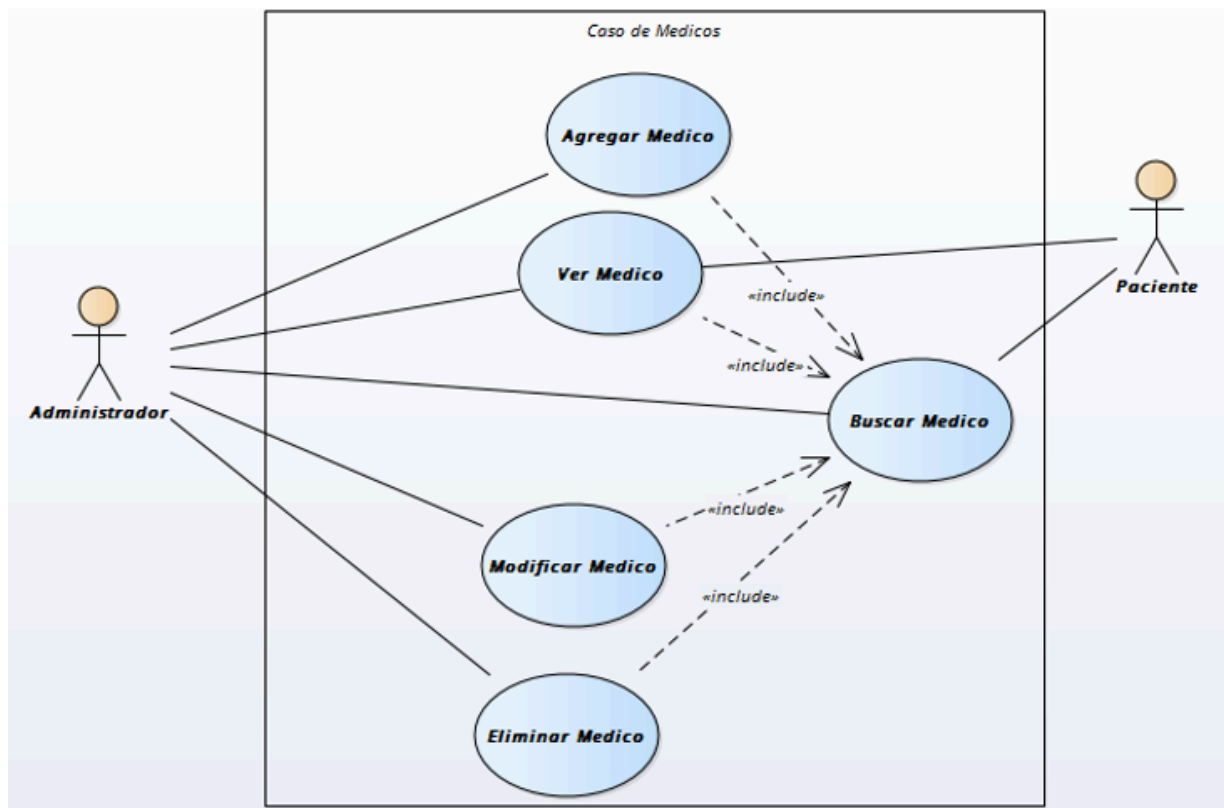 Caso de Medicos
Agregar Medico
Ver Medico
«include»
Paciente
«include»
Administrador
Buscar Medico
«include»
Modificar Medico
«include»
Eliminar Medico